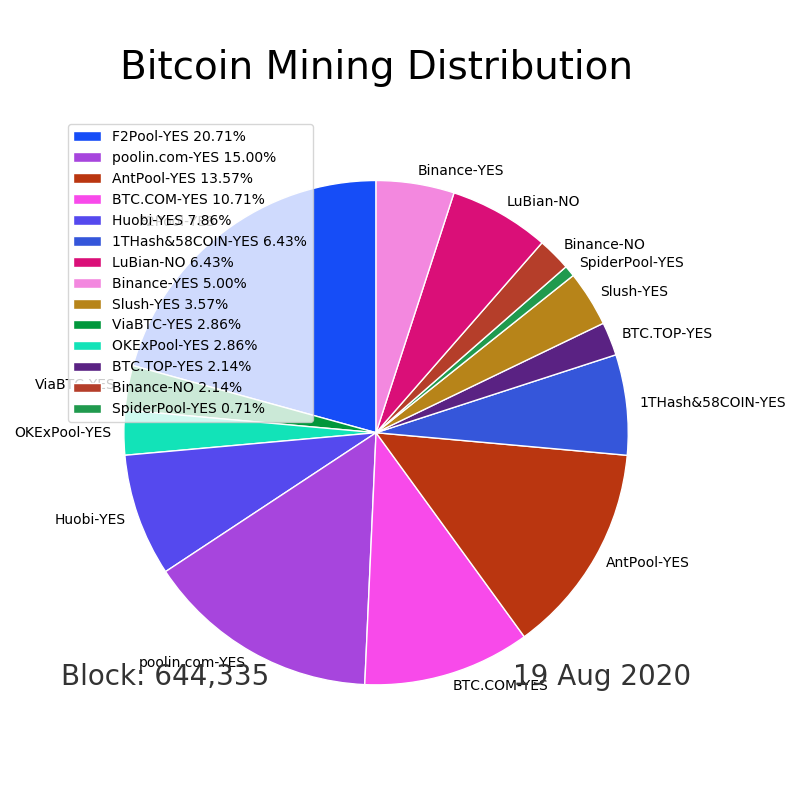 Bitcoin Mining Distribution
F2Pool-YES 20.71%
poolin.com-YES 15.00%
AntPool-YES 13.57%
BTC.COM-YES 10.71%
Huobi-YES 7.86%
1THash&58COIN-YES 6.43%
LuBian-NO 6.43%
Binance-YES 5.00%
Slush-YES 3.57%
ViaBTC-YES 2.86%
OKExPool-YES 2.86%
BTC.TOP-YES 2.14%
Binance-NO 2.14%
SpiderPool-YES 0.71%
Binance-YES
LuBian-NO
Binance-NO
SpiderPool-YES
Slush-YES
BTC.TOP-YES
1THash&58COIN-YES
AntPool-YES
BTC.COM-YES
poolin.com-YES
Huobi-YES
OKExPool-YES
ViaBTC-YES
Block: 644,335
19 Aug 2020